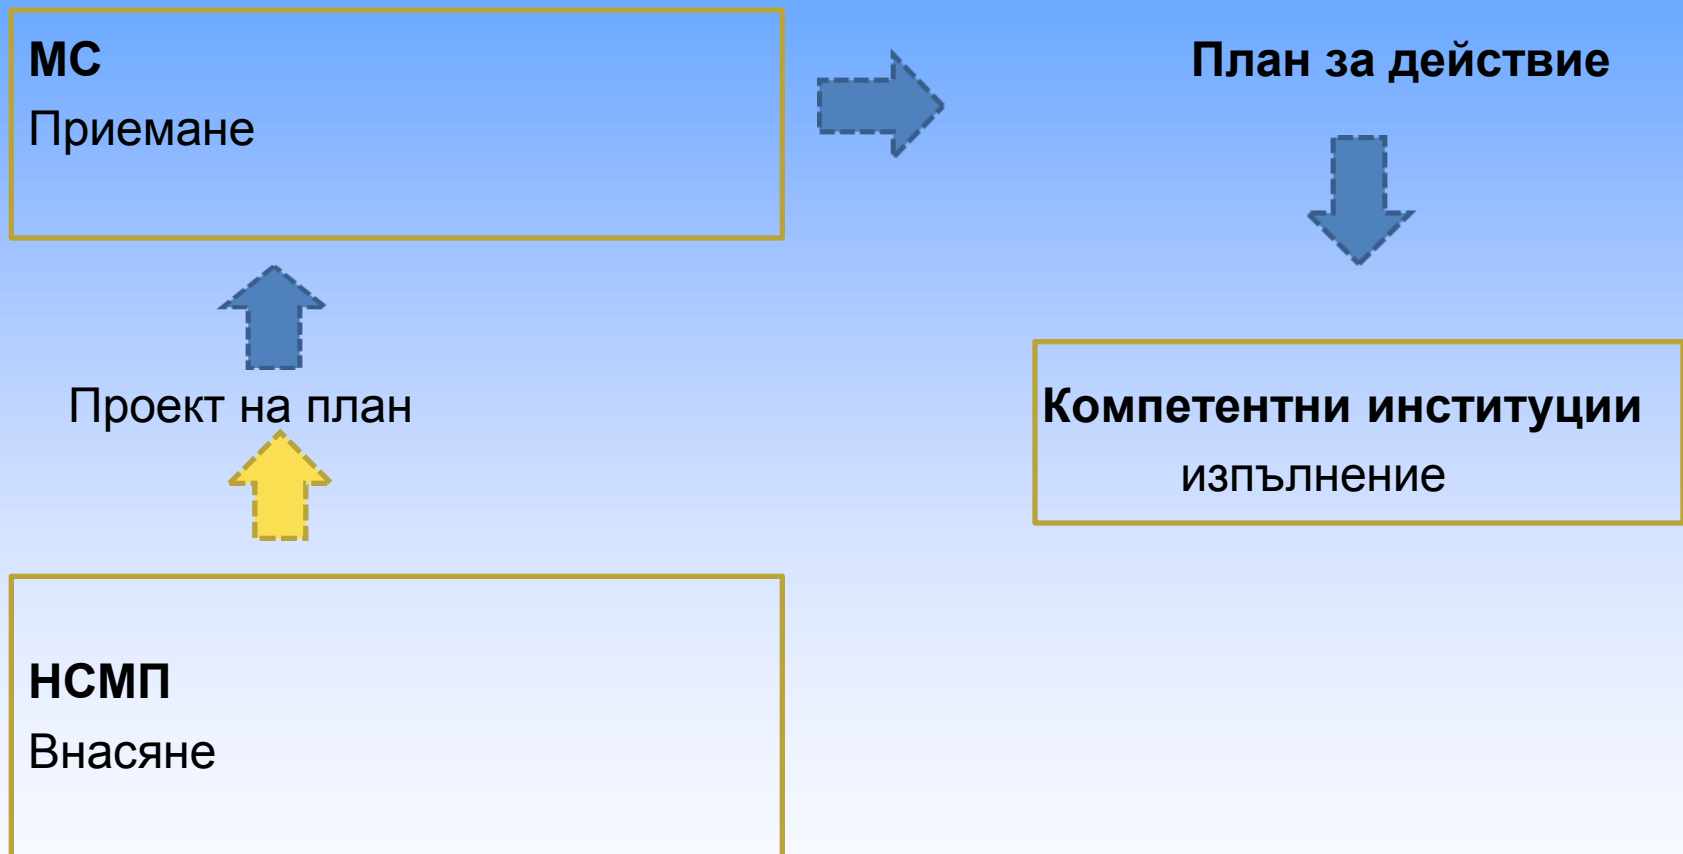 МС
Приемане
План за действие
Проект на план
Компетентни институции
изпълнение
НСМП
Внасяне